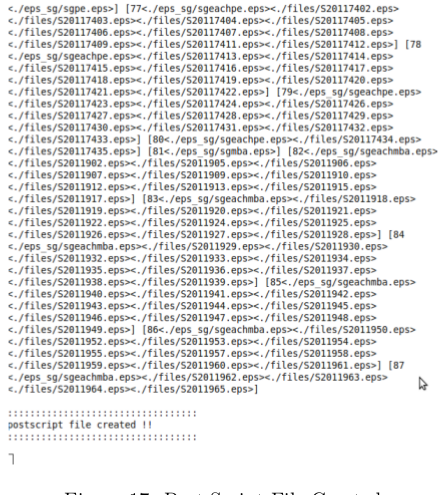 <./eps_sg/sgpe.eps>] [77<./eps_sg/sgeachpe.eps><./files/S20117402.eps>
<./files/S20117403.eps><./files/S20117404.eps><./files/S20117405.eps>
<./files/S20117406.eps><./files/S20117407.eps><./files/S20117408.eps>
<./files/S20117409.eps><./files/S20117411.eps><./files/S20117412.eps>] [78
<./eps_sg/sgeachpe.eps><./files/S20117413.eps><./files/S20117414.eps>
<./files/S20117415.eps><./files/S20117416.eps><./files/S20117417.eps>
<./files/S20117418.eps><./files/S20117419.eps><./files/S20117420.eps>
<./files/S20117421.eps><./files/S20117422.eps>] [79<./eps_sg/sgeachpe.eps>
<./files/S20117423.eps><./files/S20117424.eps><./files/S20117426.eps>
<./files/S20117427.eps><./files/S20117428.eps><./files/S20117429.eps>
<./files/S20117430.eps><./files/S20117431.eps><./files/S20117432.eps>
<./files/S20117433.eps>] [80<./eps_sg/sgeachpe.eps><./files/S20117434.eps>
<./files/S20117435.eps>] [81<./eps_sg/sgmba.eps>] [82<./eps_sg/sgeachmba.eps>
<./files/S2011902.eps><./files/S2011905.eps><./files/S2011906.eps>
<./files/S2011907.eps><./files/S2011909.eps><./files/S2011910.eps>
<./files/S2011912.eps><./files/S2011913.eps><./files/S2011915.eps>
<./files/S2011917.eps>] [83<./eps_sg/sgeachmba.eps><./files/S2011918.eps>
<./files/S2011919.eps><./files/S2011920.eps><./files/S2011921.eps>
<./files/S2011922.eps><./files/S2011924.eps><./files/S2011925.eps>
<./files/S2011926.eps><./files/S2011927.eps><./files/S2011928.eps>] [84
<./eps_sg/sgeachmba.eps><./files/S2011929.eps><./files/S2011930.eps>
<./files/S2011932.eps><./files/S2011933.eps><./files/S2011934.eps>
<./files/S2011935.eps><./files/S2011936.eps><./files/S2011937.eps>
<./files/S2011938.eps><./files/S2011939.eps>] [85<./eps_sg/sgeachmba.eps>
<./files/S2011940.eps><./files/S2011941.eps><./files/S2011942.eps>
<./files/S2011943.eps><./files/S2011944.eps><./files/S2011945.eps>
<./files/S2011946.eps><./files/S2011947.eps><./files/S2011948.eps>
<./files/S2011949.eps>] [86<./eps_sg/sgeachmba.eps><./files/S2011950.eps>
<./files/S2011952.eps><./files/S2011953.eps><./files/S2011954.eps>
<./files/S2011955.eps><./files/S2011957.eps><./files/S2011958.eps>
<./files/S2011959.eps><./files/S2011960.eps><./files/S2011961.eps>] [87
<./eps_sg/sgeachmba.eps><./files/S2011962.eps><./files/S2011963.eps>
<./files/S2011964.eps><./files/S2011965.eps>]
::::::::::::::::::::::::::::::::::
postscript file created !!
::::::::::::::::::::::::::::::::::
Figure 17: Post Script File Created